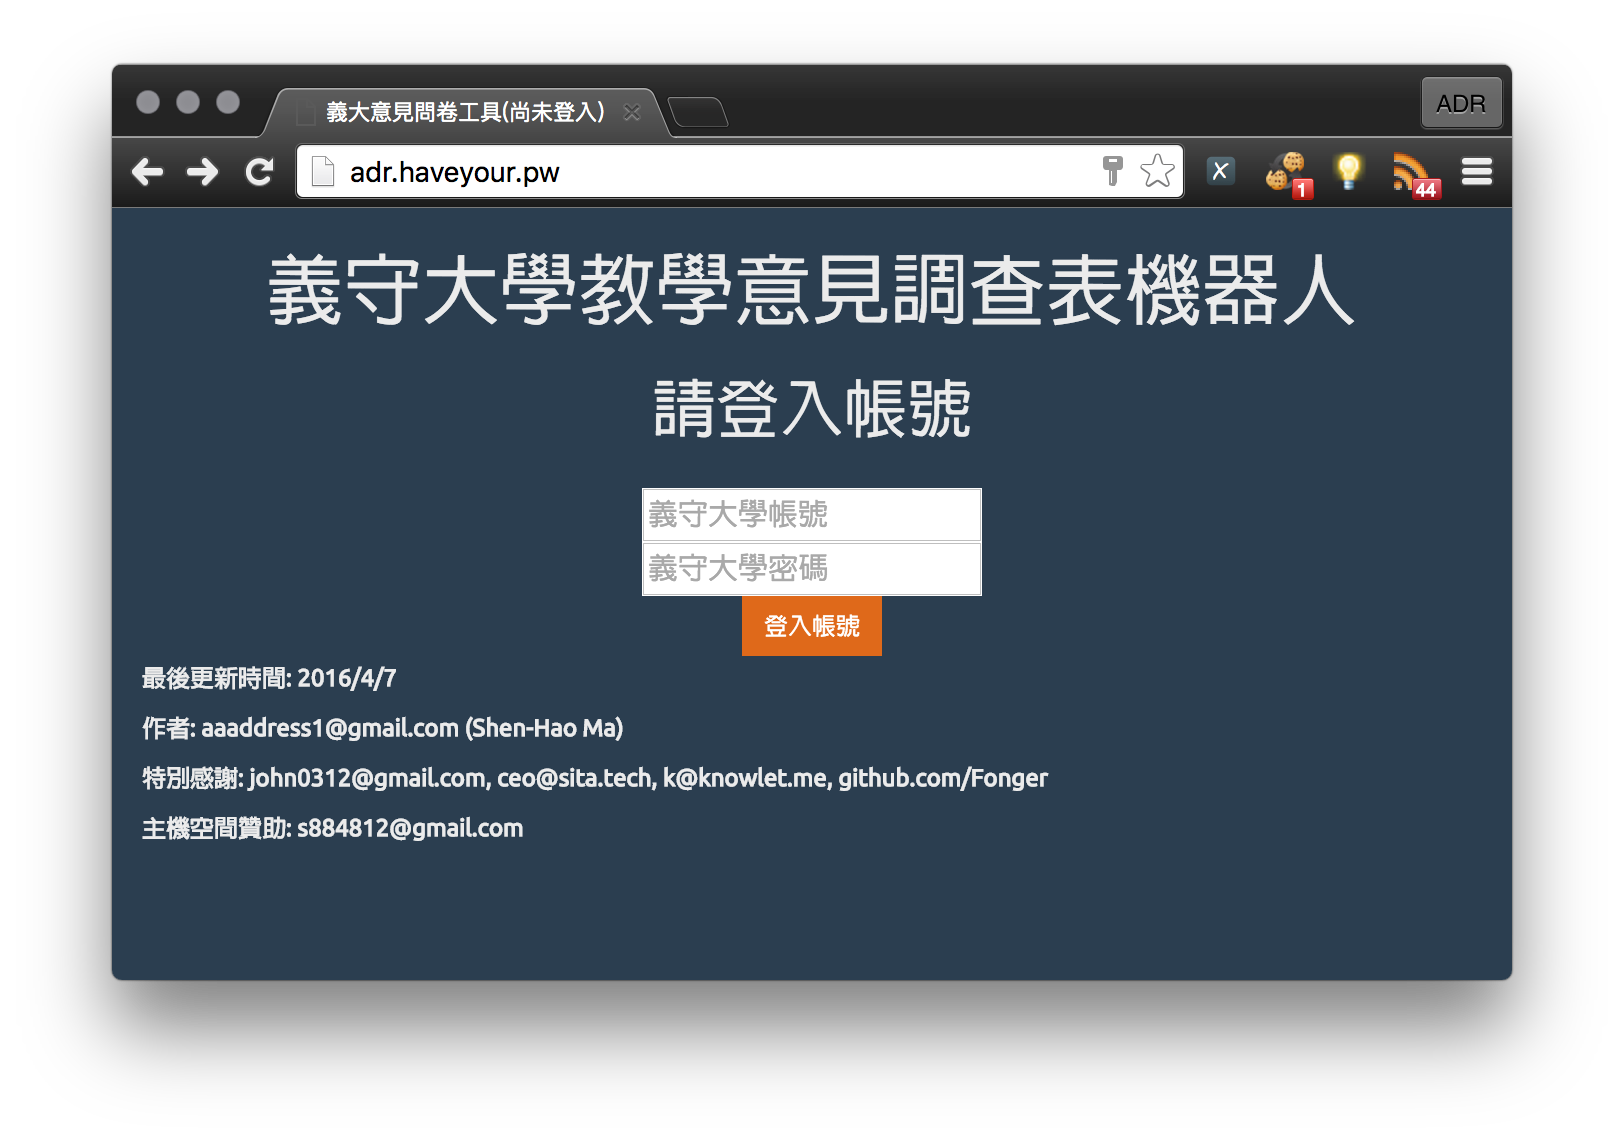 義大意見問卷工具(尚未登入)
ADR
adr.haveyour.pw
X
1
44
義守大學教學意見調查表機器人
請登入帳號
義守大學帳號
義守大學密碼
登入帳號
最後更新時間: 2016/4/7
作者: aaaddress1@gmail.com (Shen-Hao Ma)
特別感謝: john0312@gmail.com, ceo@sita.tech, k@knowlet.me, github.com/Fonger
主機空間贊助: s884812@gmail.com